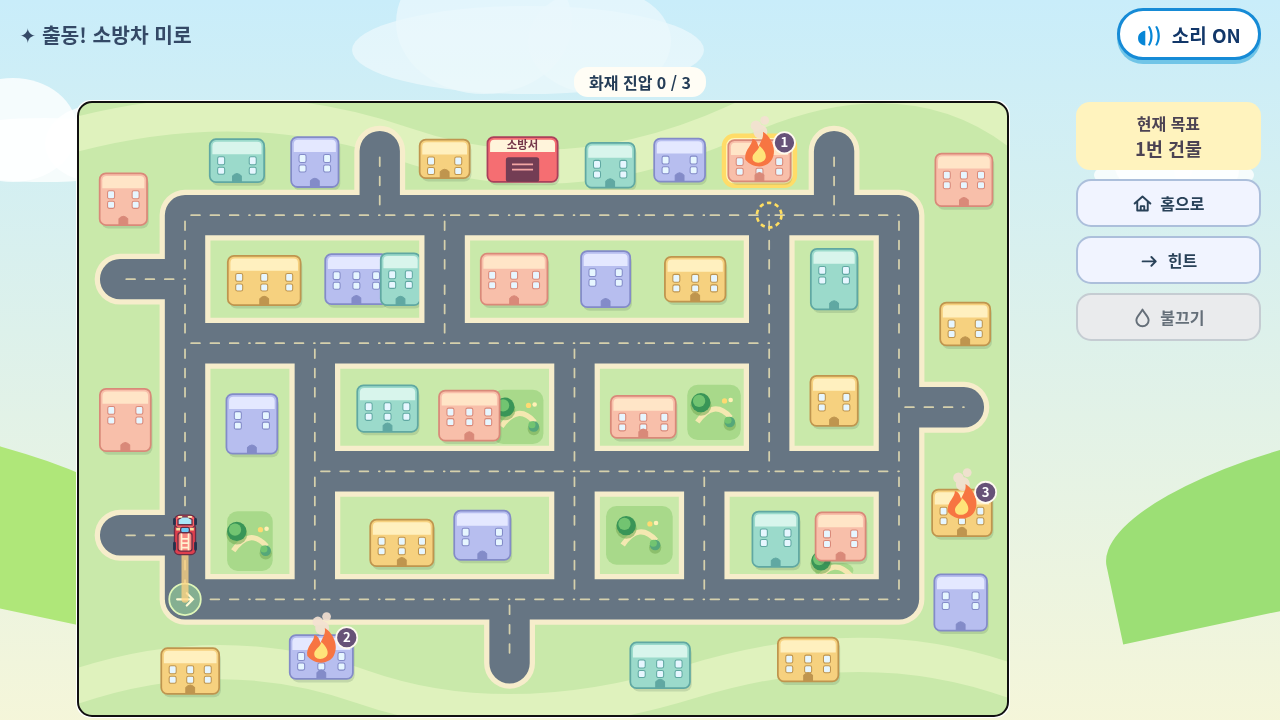 ✦ 출동! 소방차 미로
소리 ON
화재 진압 0 / 3
현재 목표
1번 건물
홈으로
힌트
불끄기
소방서
1
3
2